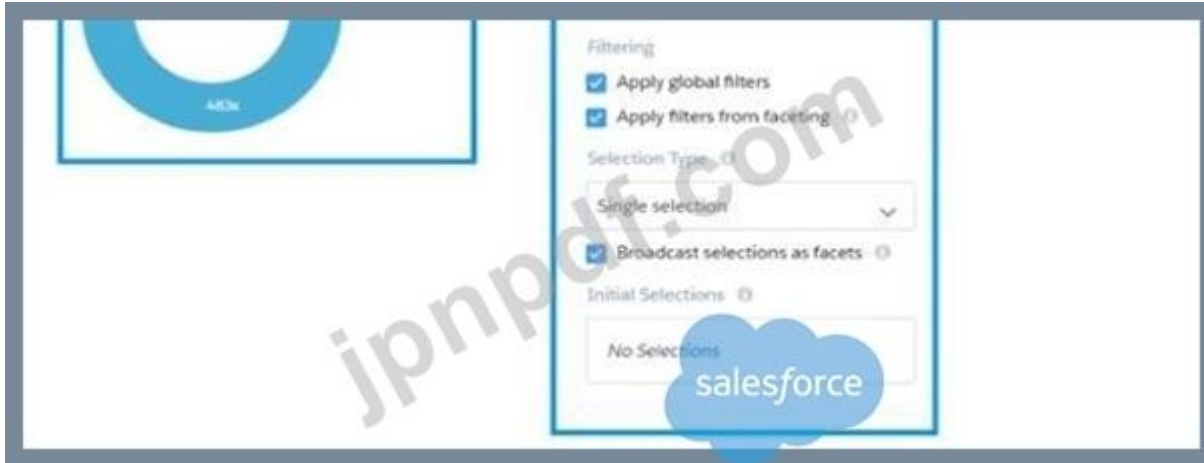 483K
Filtering
Apply global filters
Apply filters from faceting
Selection Type
Single selection
Broadcast selections as facets
Initial Selections
No Selections
salesforce
jpnpdf.com